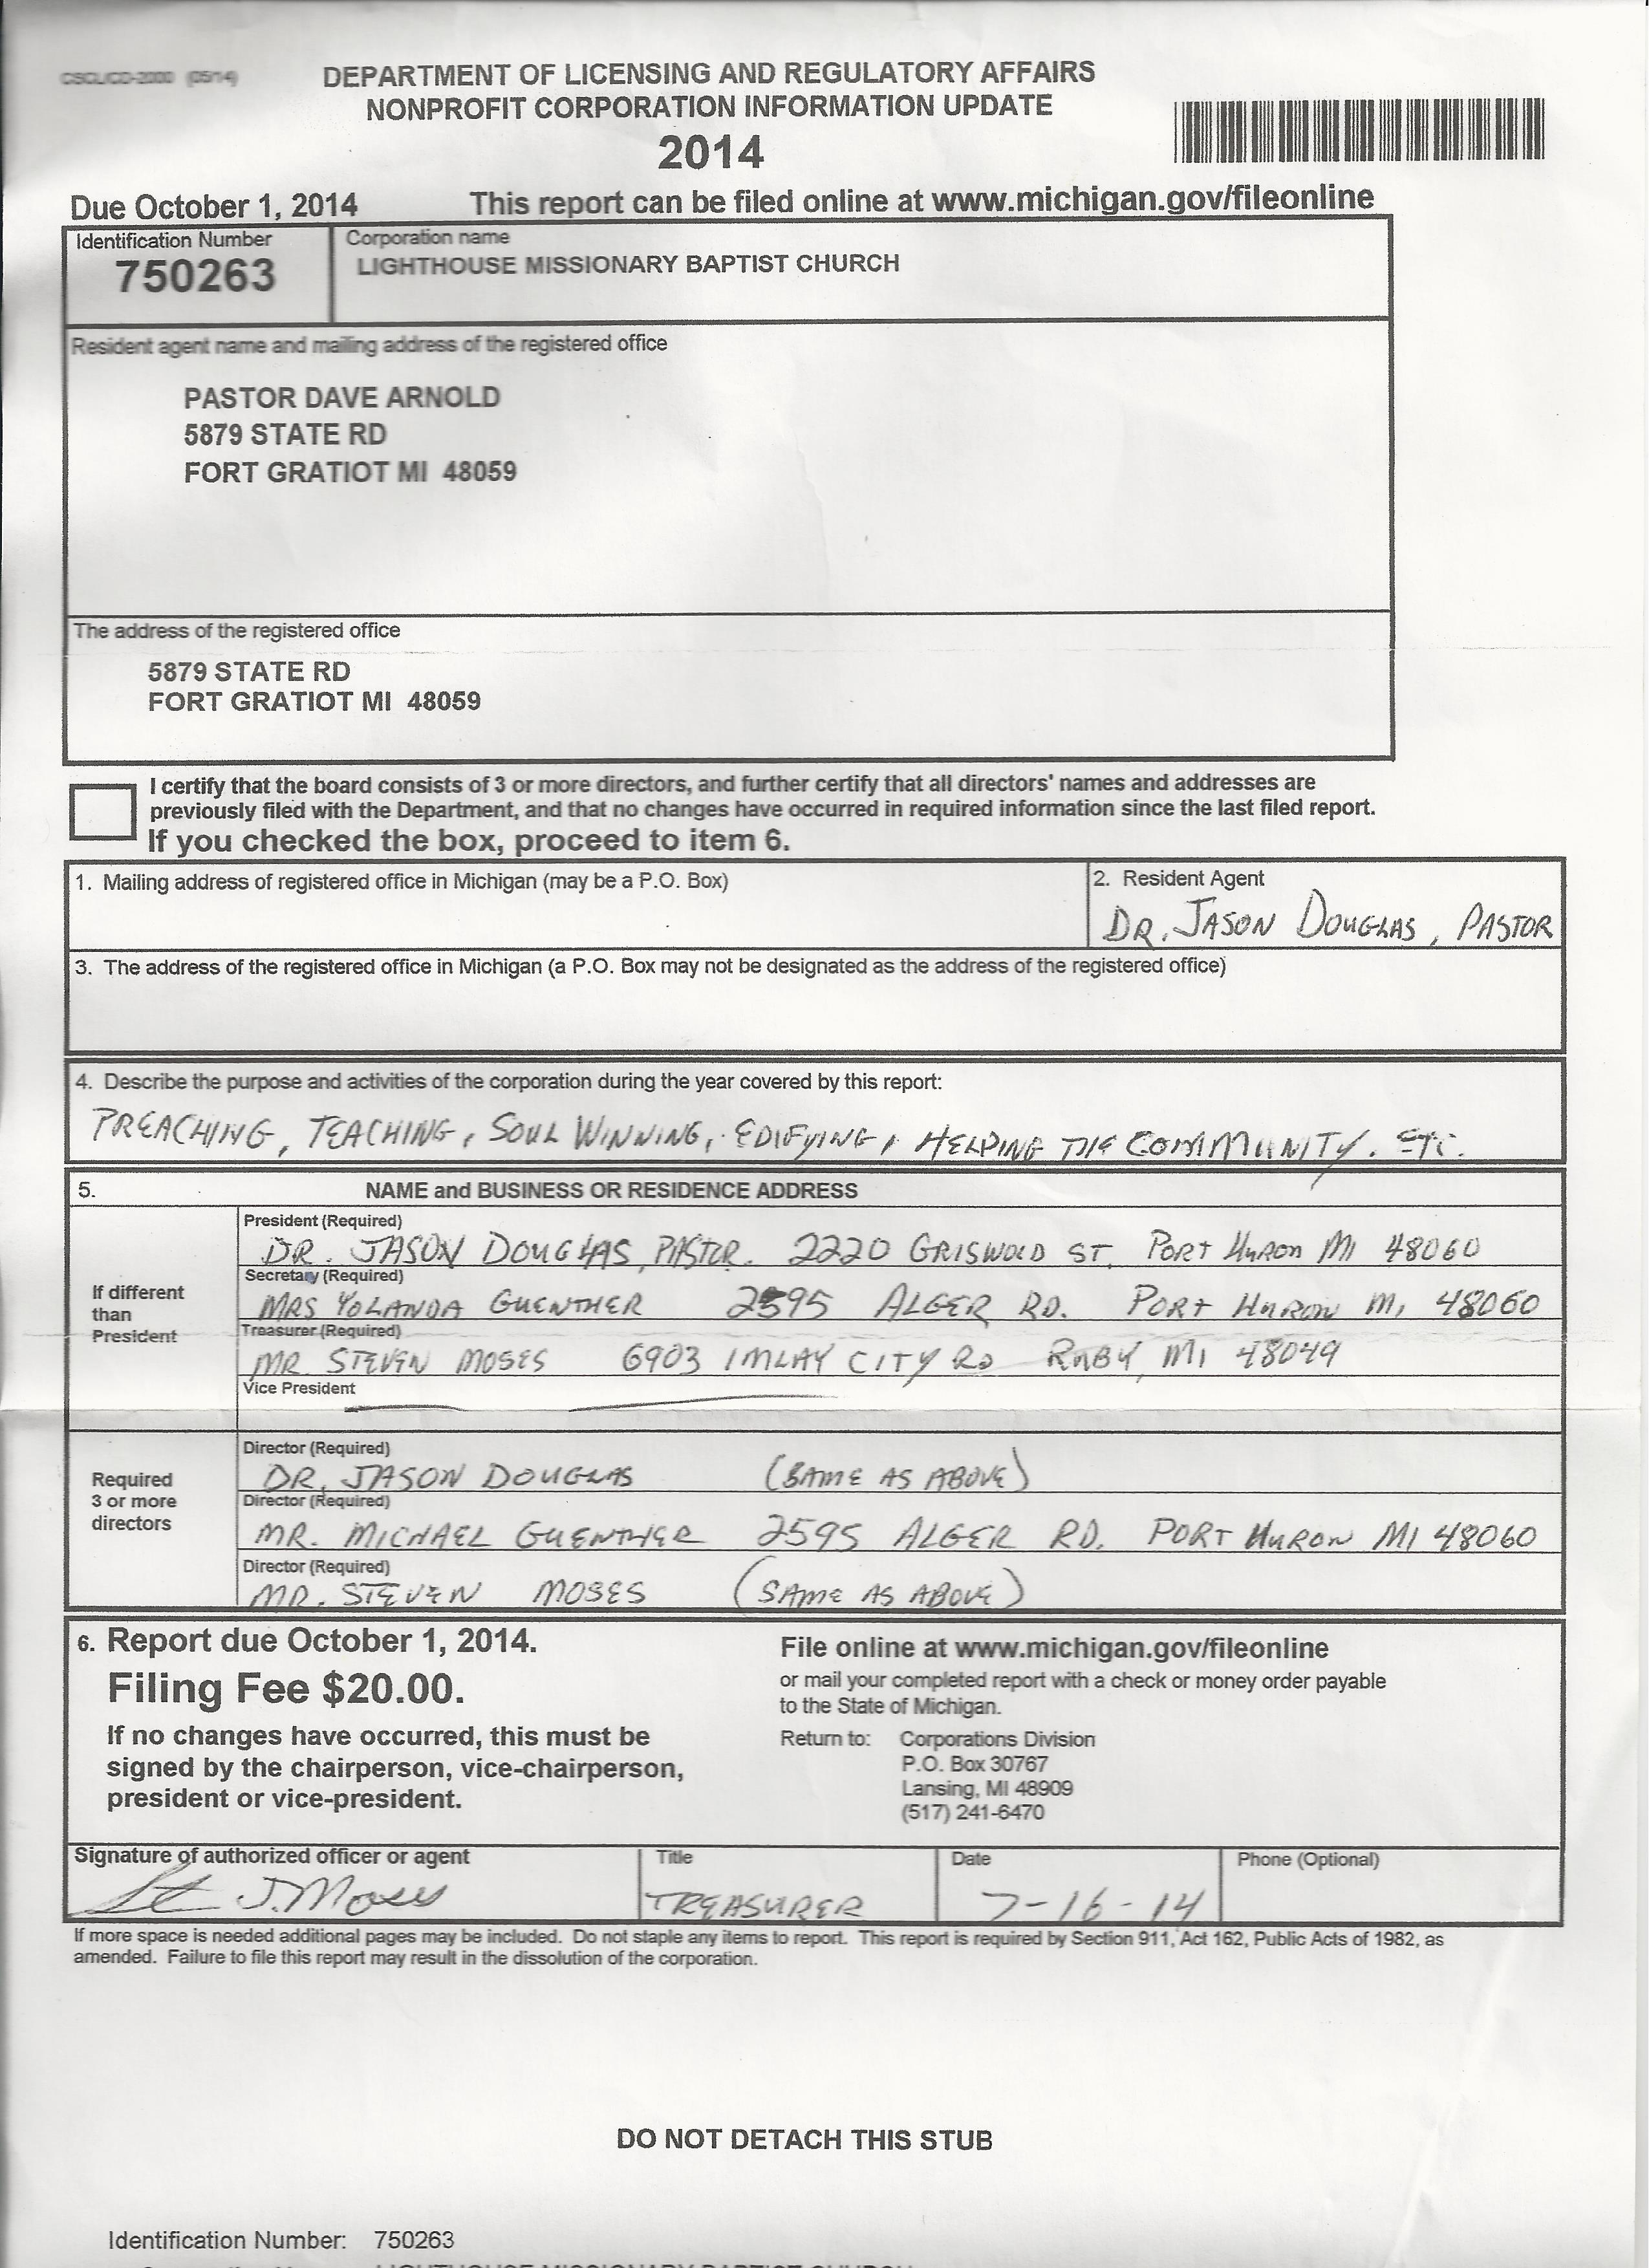 CSCL/CD-2000 (05/14)
DEPARTMENT OF LICENSING AND REGULATORY AFFAIRS
NONPROFIT CORPORATION INFORMATION UPDATE
2014
Due October 1, 2014 This report can be filed online at www.michigan.gov/fileonline
Identification Number
750263
Corporation name
LIGHTHOUSE MISSIONARY BAPTIST CHURCH
Resident agent name and mailing address of the registered office
PASTOR DAVE ARNOLD
5879 STATE RD
FORT GRATIOT MI 48059
The address of the registered office
5879 STATE RD
FORT GRATIOT MI 48059
I certify that the board consists of 3 or more directors, and further certify that all directors' names and addresses are
previously filed with the Department, and that no changes have occurred in required information since the last filed report.
If you checked the box, proceed to item 6.
1. Mailing address of registered office in Michigan (may be a P.O. Box)
2. Resident Agent
DR. JASON DOUGLAS, PASTOR
3. The address of the registered office in Michigan (a P.O. Box may not be designated as the address of the registered office)
4. Describe the purpose and activities of the corporation during the year covered by this report:
PREACHING, TEACHING, SOUL WINNING, EDIFYING, HELPING THE COMMUNITY. ETC.
5. NAME and BUSINESS OR RESIDENCE ADDRESS
If different
than
President
President (Required)
DR. JASON DOUGLAS, PASTOR. 2220 GRISWOLD ST. PORT HURON MI 48060
Secretary (Required)
MRS YOLANDA GUENTHER 2595 ALGER RD. PORT HURON MI 48060
Treasurer (Required)
MR. STEVEN MOSES 6903 IMLAY CITY RD RUBY, MI 48049
Vice President
Required
3 or more
directors
Director (Required)
DR. JASON DOUGLAS (SAME AS ABOVE)
Director (Required)
MR. MICHAEL GUENTHER 2595 ALGER RD. PORT HURON MI 48060
Director (Required)
MR. STEVEN MOSES (SAME AS ABOVE)
6. Report due October 1, 2014.
Filing Fee $20.00.
If no changes have occurred, this must be
signed by the chairperson, vice-chairperson,
president or vice-president.
File online at www.michigan.gov/fileonline
or mail your completed report with a check or money order payable
to the State of Michigan.
Return to: Corporations Division
P.O. Box 30767
Lansing, MI 48909
(517) 241-6470
Signature of authorized officer or agent
Title
TREASURER
Date
7-16-14
Phone (Optional)
If more space is needed additional pages may be included. Do not staple any items to report. This report is required by Section 911, Act 162, Public Acts of 1982, as
amended. Failure to file this report may result in the dissolution of the corporation.
DO NOT DETACH THIS STUB
Identification Number: 750263